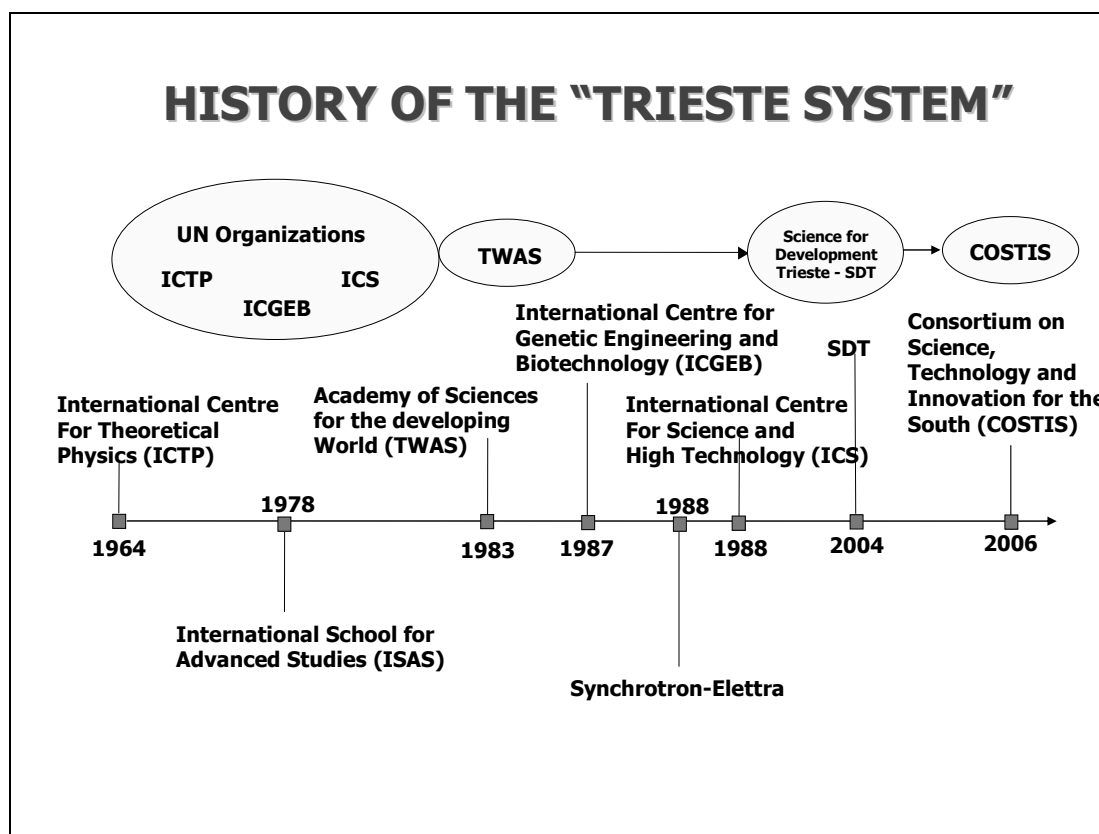 HISTORY OF THE “TRIESTE SYSTEM”
UN Organizations
ICTP
ICS
ICGEB
TWAS
Science for
Development
Trieste - SDT
COSTIS
International Centre
For Theoretical
Physics (ICTP)
Academy of Sciences
for the developing
World (TWAS)
International Centre for
Genetic Engineering and
Biotechnology (ICGEB)
International Centre
For Science and
High Technology (ICS)
SDT
Consortium on
Science,
Technology and
Innovation for the
South (COSTIS)
1978
1988
1964
1983
1987
1988
2004
2006
International School for
Advanced Studies (ISAS)
Synchrotron-Elettra